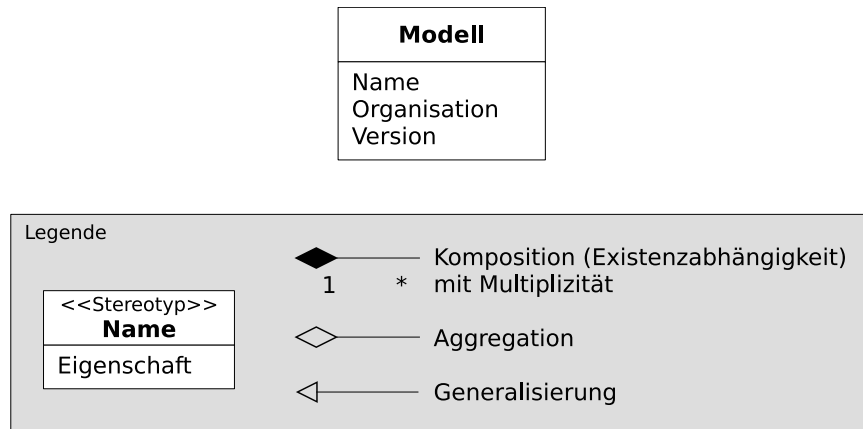 Modell
Name
Organisation
Version
Legende
<<Stereotyp>>
Name
Eigenschaft
Komposition (Existenzabhängigkeit)
1 * mit Multiplizität
Aggregation
Generalisierung